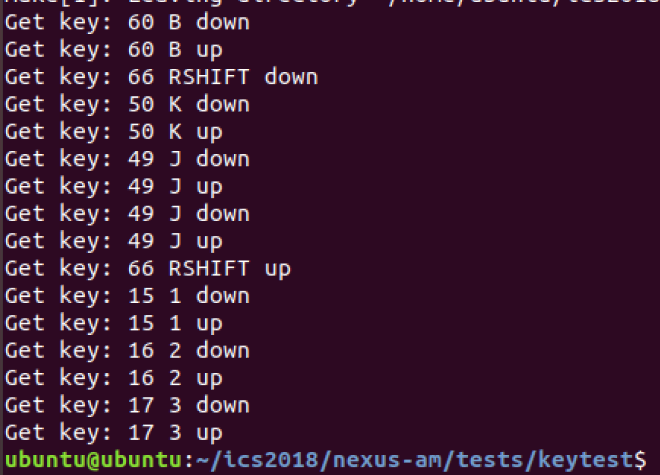 make[1]: Leaving directory '/home/ubuntu/ics2018
Get key: 60 B down
Get key: 60 B up
Get key: 66 RSHIFT down
Get key: 50 K down
Get key: 50 K up
Get key: 49 J down
Get key: 49 J up
Get key: 49 J down
Get key: 49 J up
Get key: 66 RSHIFT up
Get key: 15 1 down
Get key: 15 1 up
Get key: 16 2 down
Get key: 16 2 up
Get key: 17 3 down
Get key: 17 3 up
ubuntu@ubuntu:~/ics2018/nexus-am/tests/keytest$